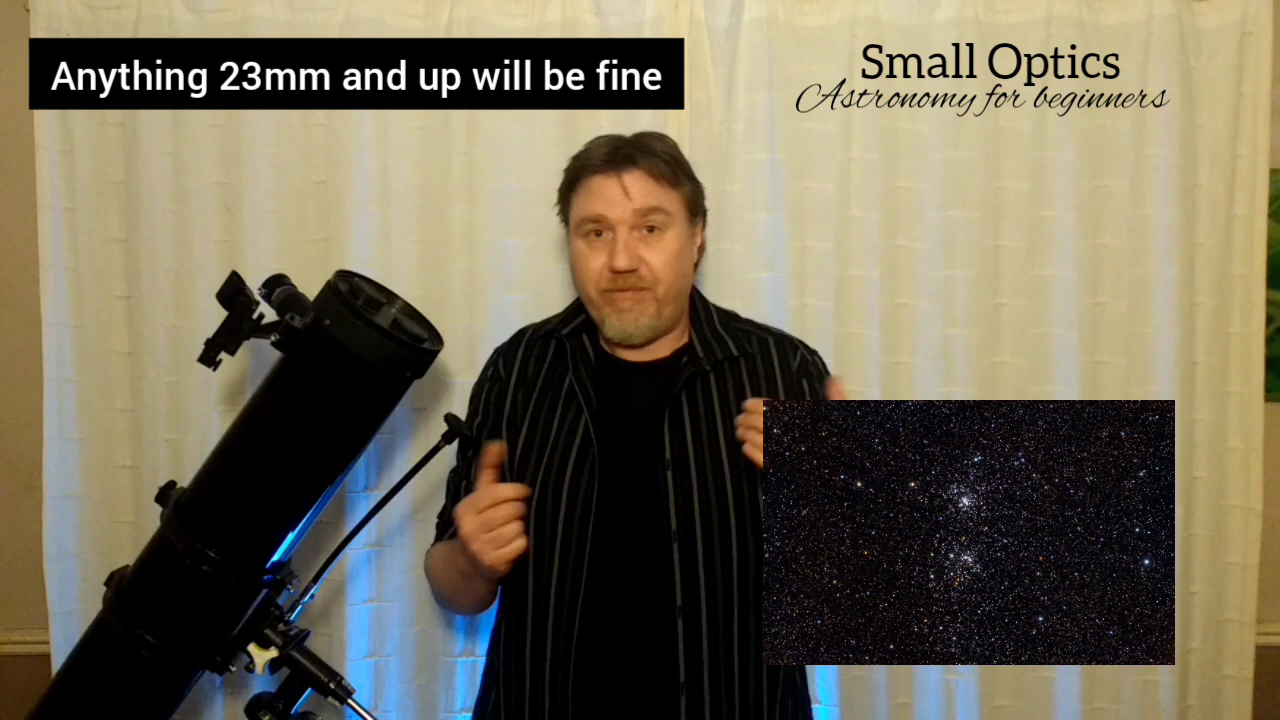 Anything 23mm and up will be fine
Small Optics
Astronomy for beginners